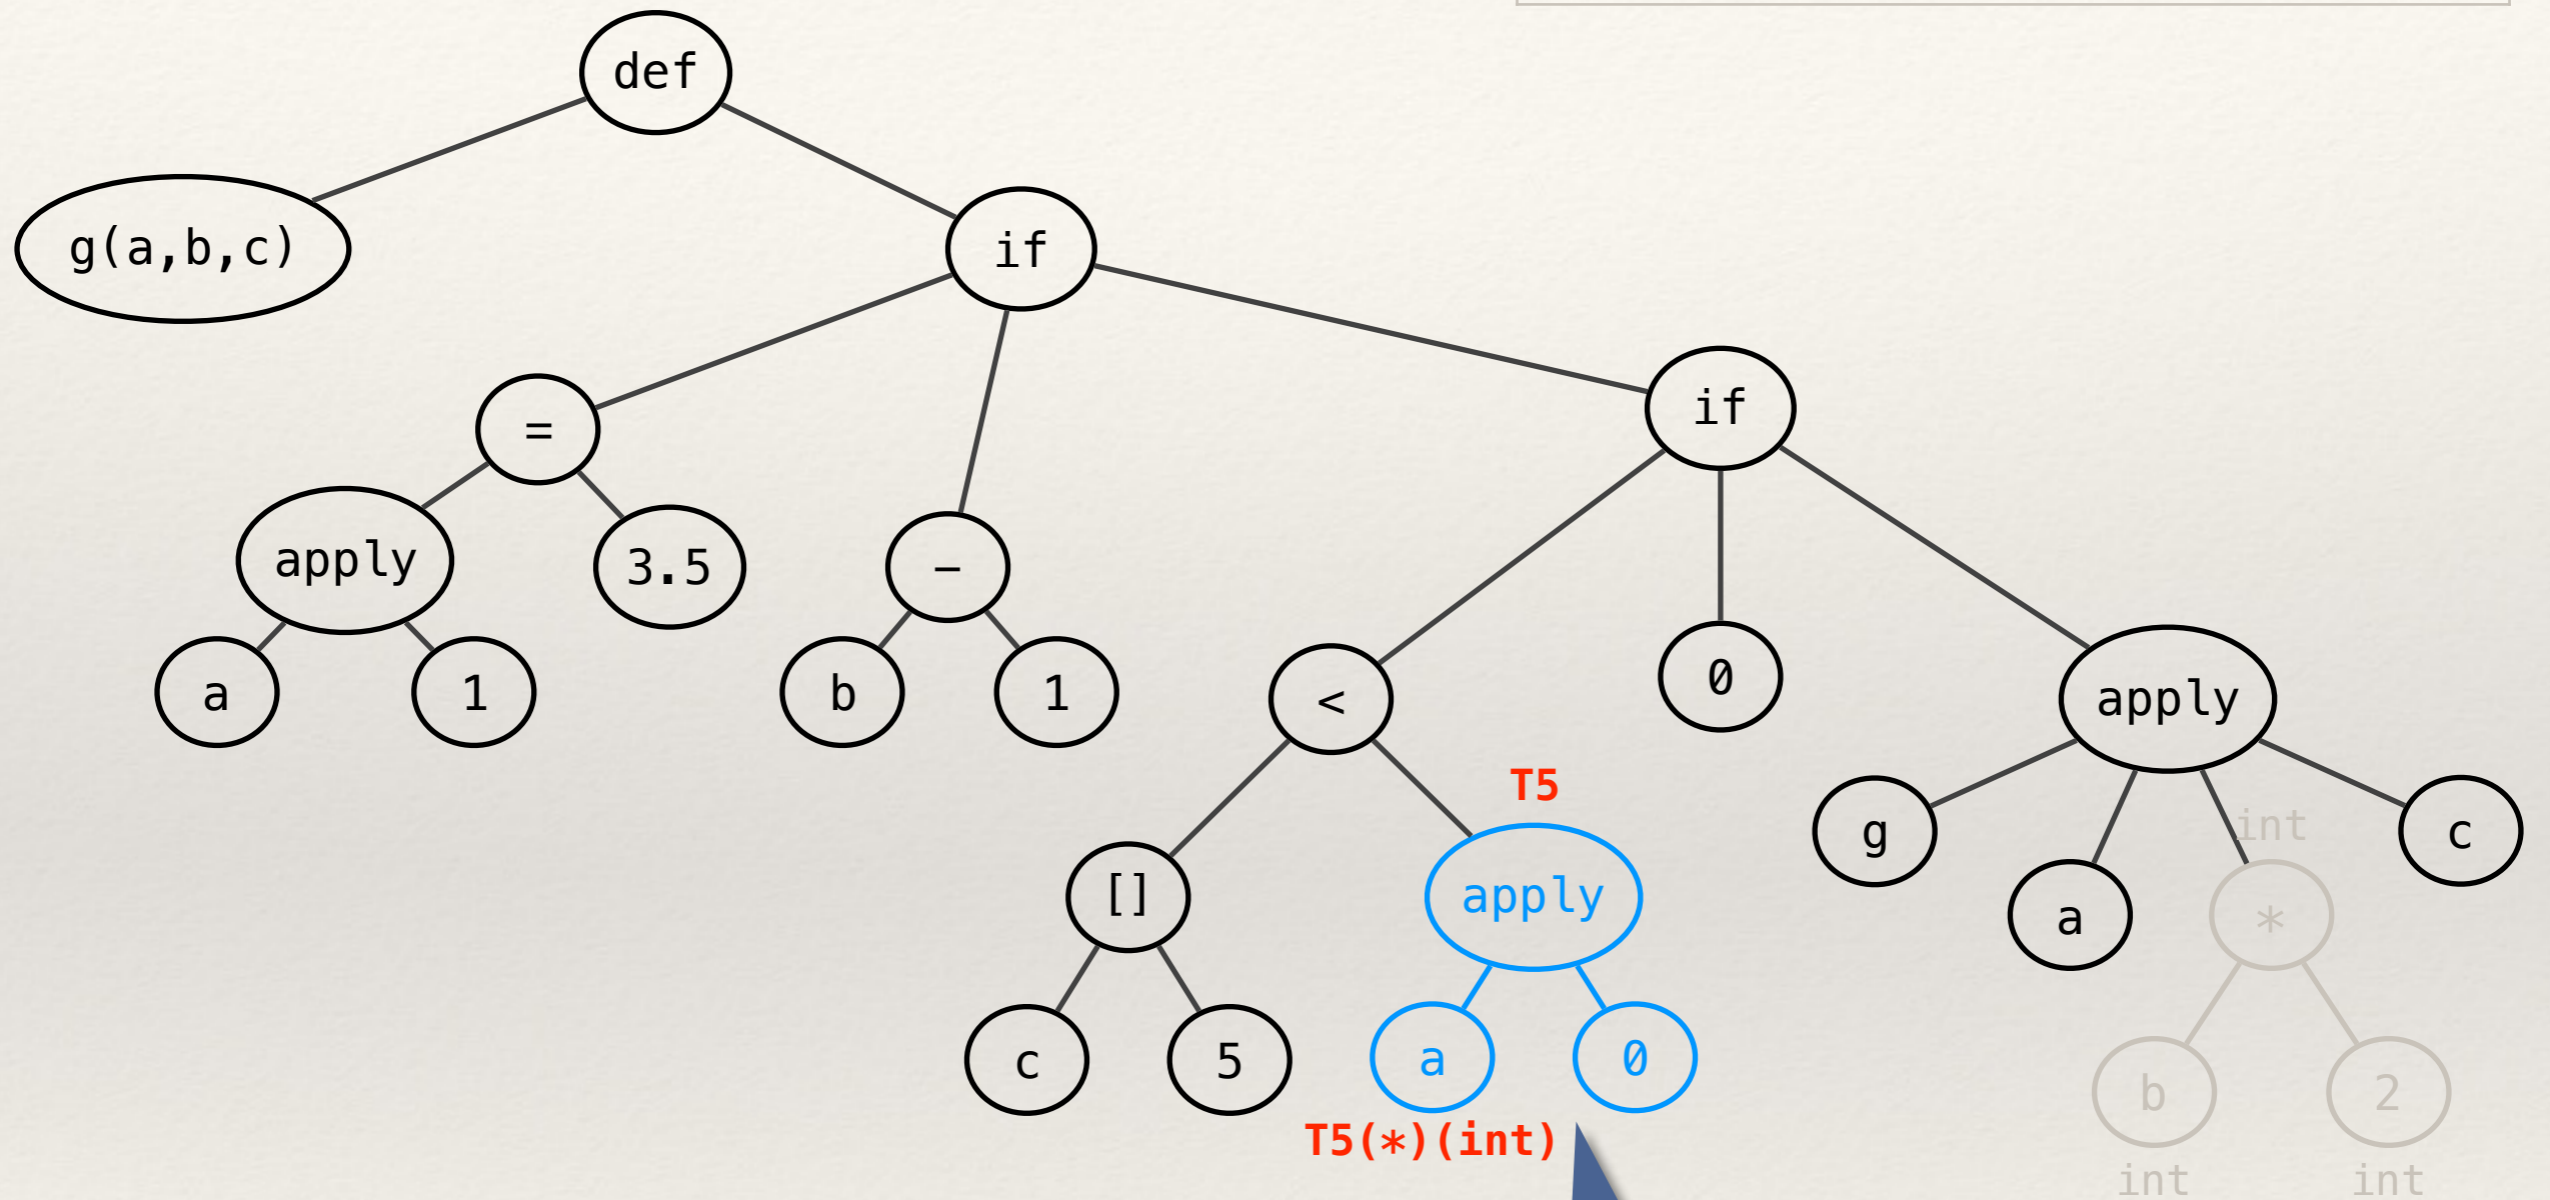 def
g(a,b,c)
if
if
=
apply
3.5
−
a
1
b
1
<
0
apply
T5
g
int
c
[]
apply
a
*
c
5
a
0
b
2
T5(*)(int)
int
int